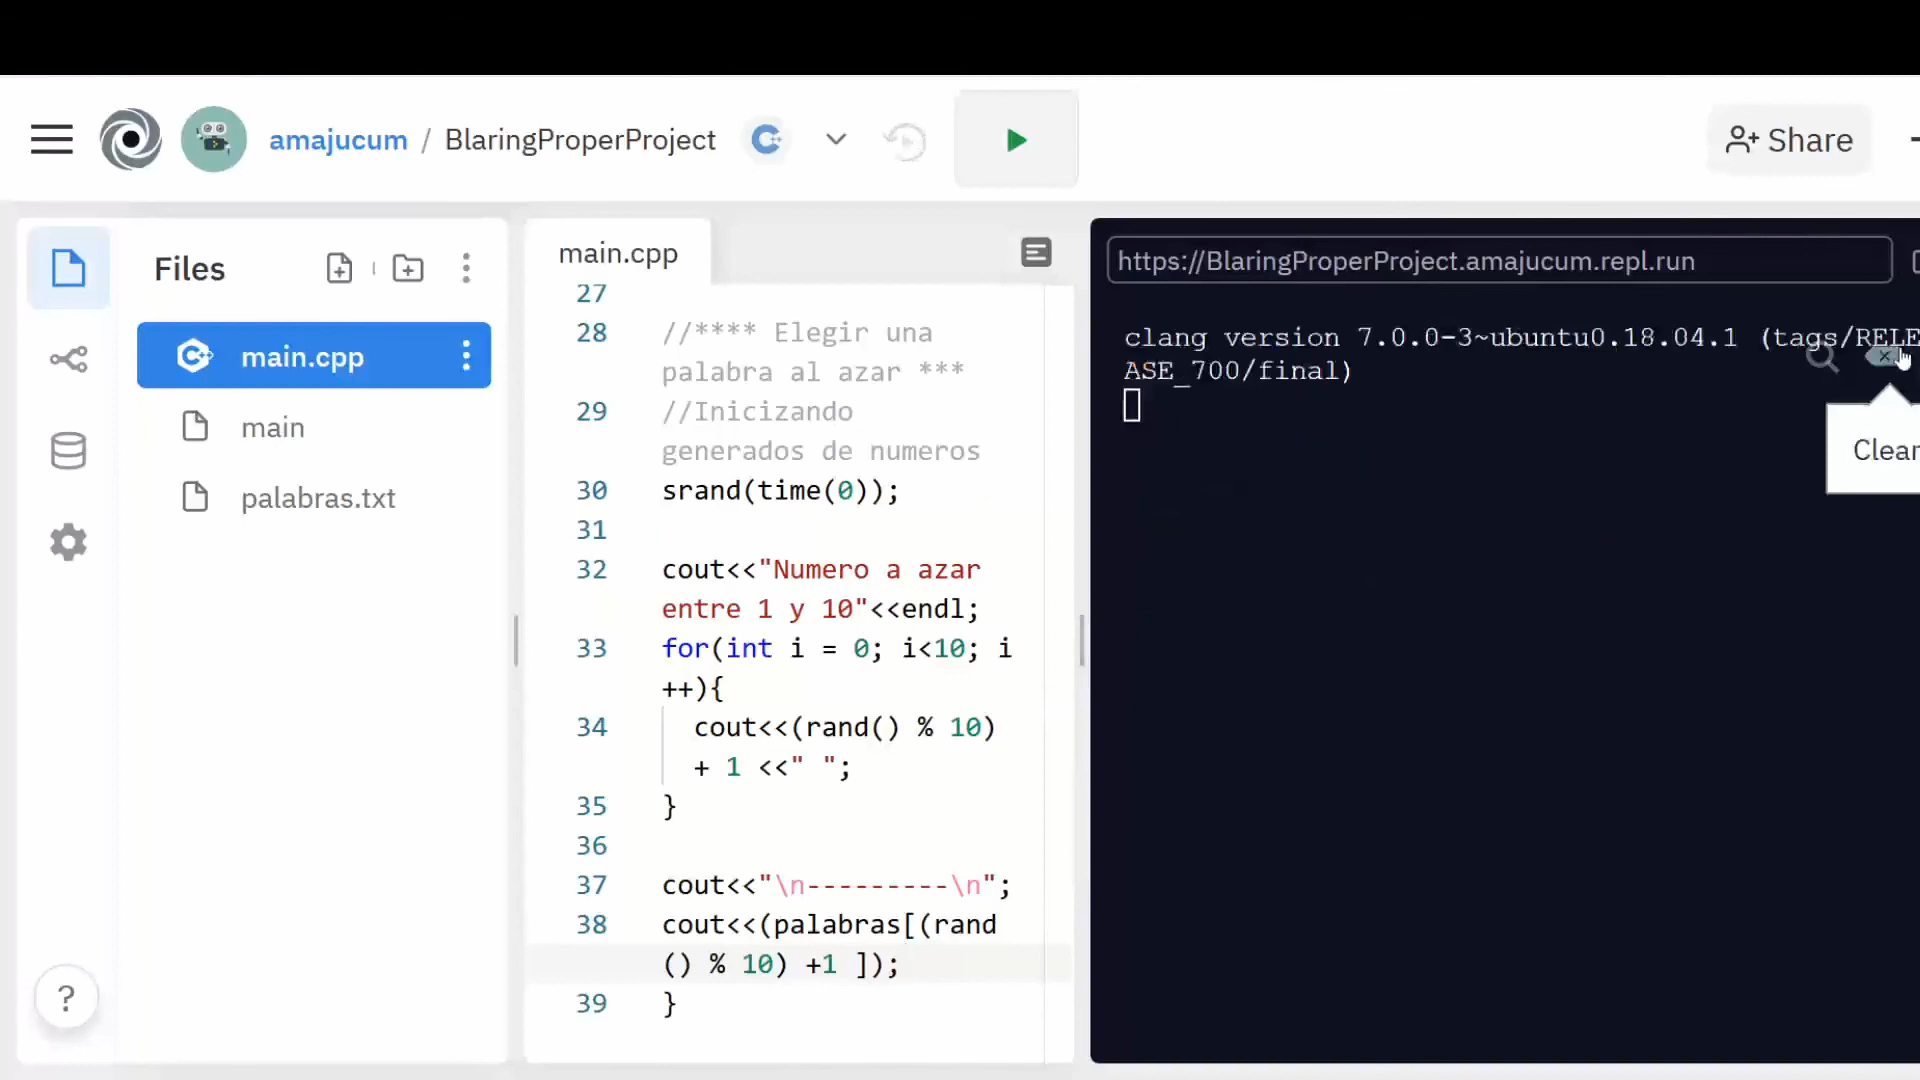 amajucum / BlaringProperProject
Share
Files
main.cpp
main
palabras.txt
?
main.cpp
27
28 //**** Elegir una
palabra al azar ***
29 //Inicizando
generados de numeros
30 srand(time(0));
31
32 cout<<"Numero a azar
entre 1 y 10"<<endl;
33 for(int i = 0; i<10; i
++){
34 cout<<(rand() % 10)
+ 1 <<" ";
35 }
36
37 cout<<"\n---------\n";
38 cout<<(palabras[(rand
() % 10) +1 ]);
39 }
https://BlaringProperProject.amajucum.repl.run
clang version 7.0.0-3~ubuntu0.18.04.1 (tags/RELE
ASE_700/final)
Clear